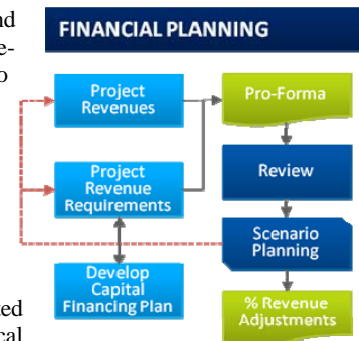 FINANCIAL PLANNING
Project
Revenues
Pro-Forma
Project
Revenue
Requirements
Review
Scenario
Planning
Develop
Capital
Financing Plan
% Revenue
Adjustments